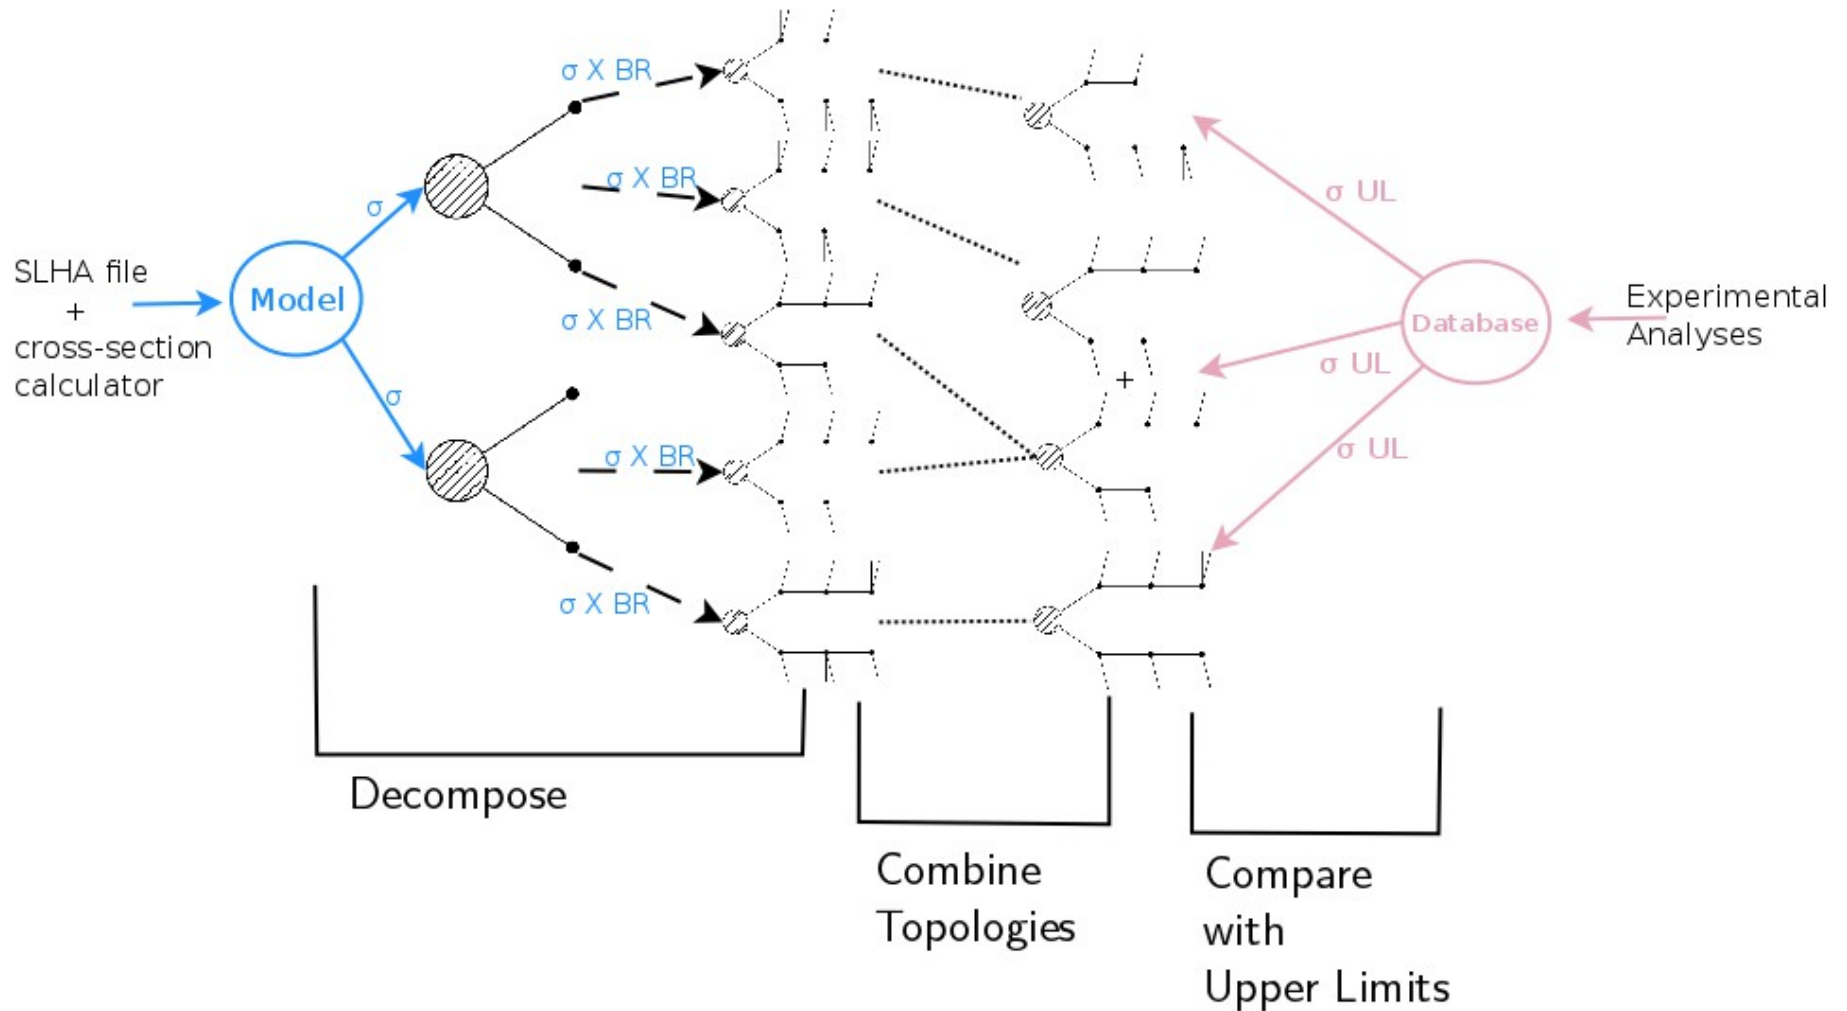 σ X BR
σ X BR
σ
σ UL
SLHA file
+
cross-section
calculator
Model
σ X BR
Database
Experimental
Analyses
σ UL
+
σ
σ X BR
σ UL
σ X BR
Decompose
Combine
Topologies
Compare
with
Upper Limits